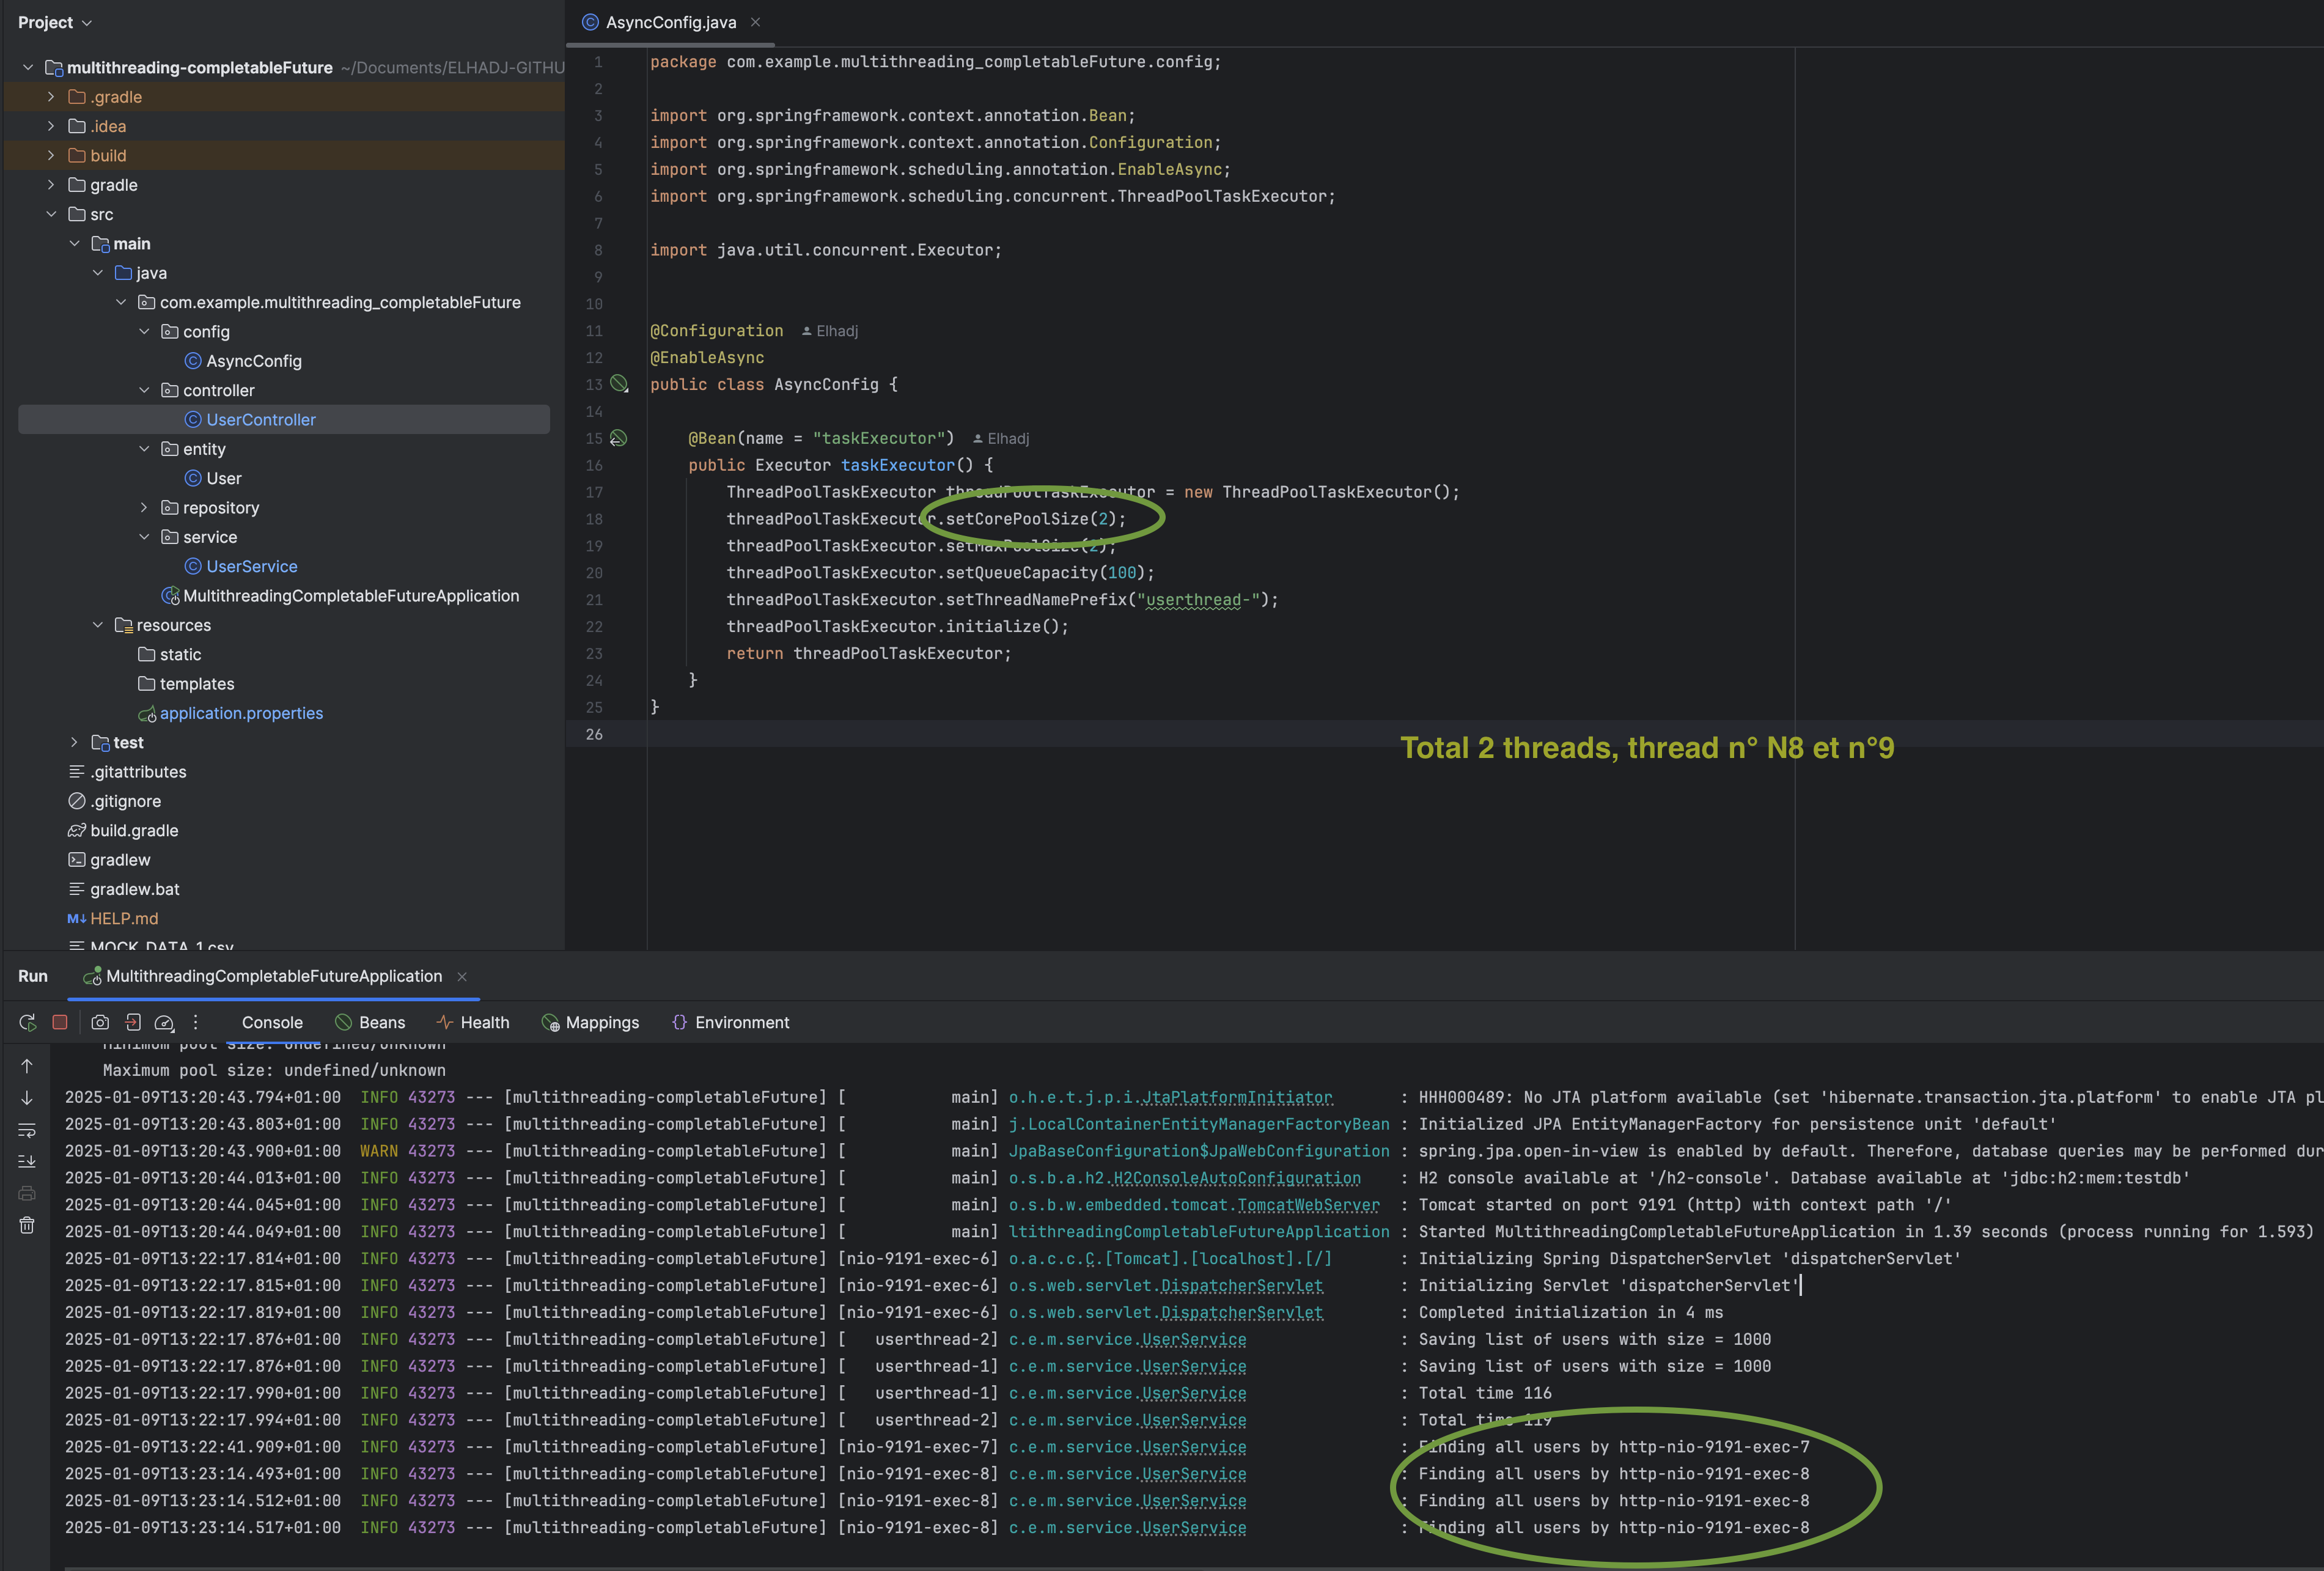 Project
multithreading-completableFuture ~/Documents/ELHADJ-GITHU
.gradle
.idea
build
gradle
src
main
java
com.example.multithreading_completableFuture
config
AsyncConfig
controller
UserController
entity
User
repository
service
UserService
MultithreadingCompletableFutureApplication
resources
static
templates
application.properties
test
.gitattributes
.gitignore
build.gradle
gradlew
gradlew.bat
HELP.md
MOCK_DATA_1.csv
AsyncConfig.java
1 package com.example.multithreading_completableFuture.config;
2
3 import org.springframework.context.annotation.Bean;
4 import org.springframework.context.annotation.Configuration;
5 import org.springframework.scheduling.annotation.EnableAsync;
6 import org.springframework.scheduling.concurrent.ThreadPoolTaskExecutor;
7
8 import java.util.concurrent.Executor;
9
10
11 @Configuration Elhadj
12 @EnableAsync
13 public class AsyncConfig {
14
15 @Bean(name = "taskExecutor") Elhadj
16 public Executor taskExecutor() {
17 ThreadPoolTaskExecutor threadPoolTaskExecutor = new ThreadPoolTaskExecutor();
18 threadPoolTaskExecutor.setCorePoolSize(2);
19 threadPoolTaskExecutor.setMaxPoolSize(2);
20 threadPoolTaskExecutor.setQueueCapacity(100);
21 threadPoolTaskExecutor.setThreadNamePrefix("userthread-");
22 threadPoolTaskExecutor.initialize();
23 return threadPoolTaskExecutor;
24 }
25 }
26
Total 2 threads, thread n° N8 et n°9
Run MultithreadingCompletableFutureApplication
Console Beans Health Mappings Environment
Minimum pool size: undefined/unknown
Maximum pool size: undefined/unknown
2025-01-09T13:20:43.794+01:00 INFO 43273 --- [multithreading-completableFuture] [ main] o.h.e.t.j.p.i.JtaPlatformInitiator : HHH000489: No JTA platform available (set 'hibernate.transaction.jta.platform' to enable JTA pl
2025-01-09T13:20:43.803+01:00 INFO 43273 --- [multithreading-completableFuture] [ main] j.LocalContainerEntityManagerFactoryBean : Initialized JPA EntityManagerFactory for persistence unit 'default'
2025-01-09T13:20:43.900+01:00 WARN 43273 --- [multithreading-completableFuture] [ main] JpaBaseConfiguration$JpaWebConfiguration : spring.jpa.open-in-view is enabled by default. Therefore, database queries may be performed dur
2025-01-09T13:20:44.013+01:00 INFO 43273 --- [multithreading-completableFuture] [ main] o.s.b.a.h2.H2ConsoleAutoConfiguration : H2 console available at '/h2-console'. Database available at 'jdbc:h2:mem:testdb'
2025-01-09T13:20:44.045+01:00 INFO 43273 --- [multithreading-completableFuture] [ main] o.s.b.w.embedded.tomcat.TomcatWebServer : Tomcat started on port 9191 (http) with context path '/'
2025-01-09T13:20:44.049+01:00 INFO 43273 --- [multithreading-completableFuture] [ main] ltithreadingCompletableFutureApplication : Started MultithreadingCompletableFutureApplication in 1.39 seconds (process running for 1.593)
2025-01-09T13:22:17.814+01:00 INFO 43273 --- [multithreading-completableFuture] [nio-9191-exec-6] o.a.c.c.C.[Tomcat].[localhost].[/] : Initializing Spring DispatcherServlet 'dispatcherServlet'
2025-01-09T13:22:17.815+01:00 INFO 43273 --- [multithreading-completableFuture] [nio-9191-exec-6] o.s.web.servlet.DispatcherServlet : Initializing Servlet 'dispatcherServlet'
2025-01-09T13:22:17.819+01:00 INFO 43273 --- [multithreading-completableFuture] [nio-9191-exec-6] o.s.web.servlet.DispatcherServlet : Completed initialization in 4 ms
2025-01-09T13:22:17.876+01:00 INFO 43273 --- [multithreading-completableFuture] [ userthread-2] c.e.m.service.UserService : Saving list of users with size = 1000
2025-01-09T13:22:17.876+01:00 INFO 43273 --- [multithreading-completableFuture] [ userthread-1] c.e.m.service.UserService : Saving list of users with size = 1000
2025-01-09T13:22:17.990+01:00 INFO 43273 --- [multithreading-completableFuture] [ userthread-1] c.e.m.service.UserService : Total time 116
2025-01-09T13:22:17.994+01:00 INFO 43273 --- [multithreading-completableFuture] [ userthread-2] c.e.m.service.UserService : Total time 119
2025-01-09T13:22:41.909+01:00 INFO 43273 --- [multithreading-completableFuture] [nio-9191-exec-7] c.e.m.service.UserService : Finding all users by http-nio-9191-exec-7
2025-01-09T13:23:14.493+01:00 INFO 43273 --- [multithreading-completableFuture] [nio-9191-exec-8] c.e.m.service.UserService : Finding all users by http-nio-9191-exec-8
2025-01-09T13:23:14.512+01:00 INFO 43273 --- [multithreading-completableFuture] [nio-9191-exec-8] c.e.m.service.UserService : Finding all users by http-nio-9191-exec-8
2025-01-09T13:23:14.517+01:00 INFO 43273 --- [multithreading-completableFuture] [nio-9191-exec-8] c.e.m.service.UserService : Finding all users by http-nio-9191-exec-8